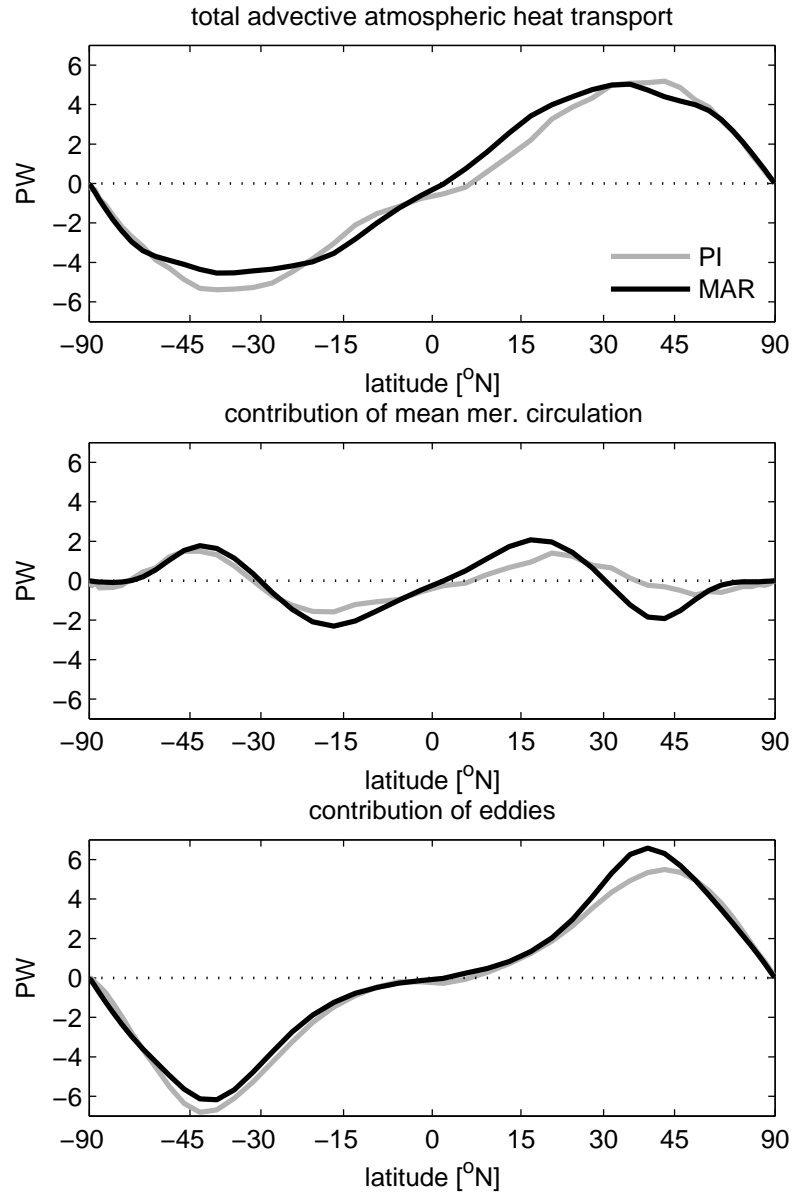 total advective atmospheric heat transport
6
4
2
0
−2
−4
−6
PW
PI
MAR
−90 −45 −30 −15 0 15 30 45 90
latitude [°N]
contribution of mean mer. circulation
6
4
2
0
−2
−4
−6
PW
−90 −45 −30 −15 0 15 30 45 90
latitude [°N]
contribution of eddies
6
4
2
0
−2
−4
−6
PW
−90 −45 −30 −15 0 15 30 45 90
latitude [°N]